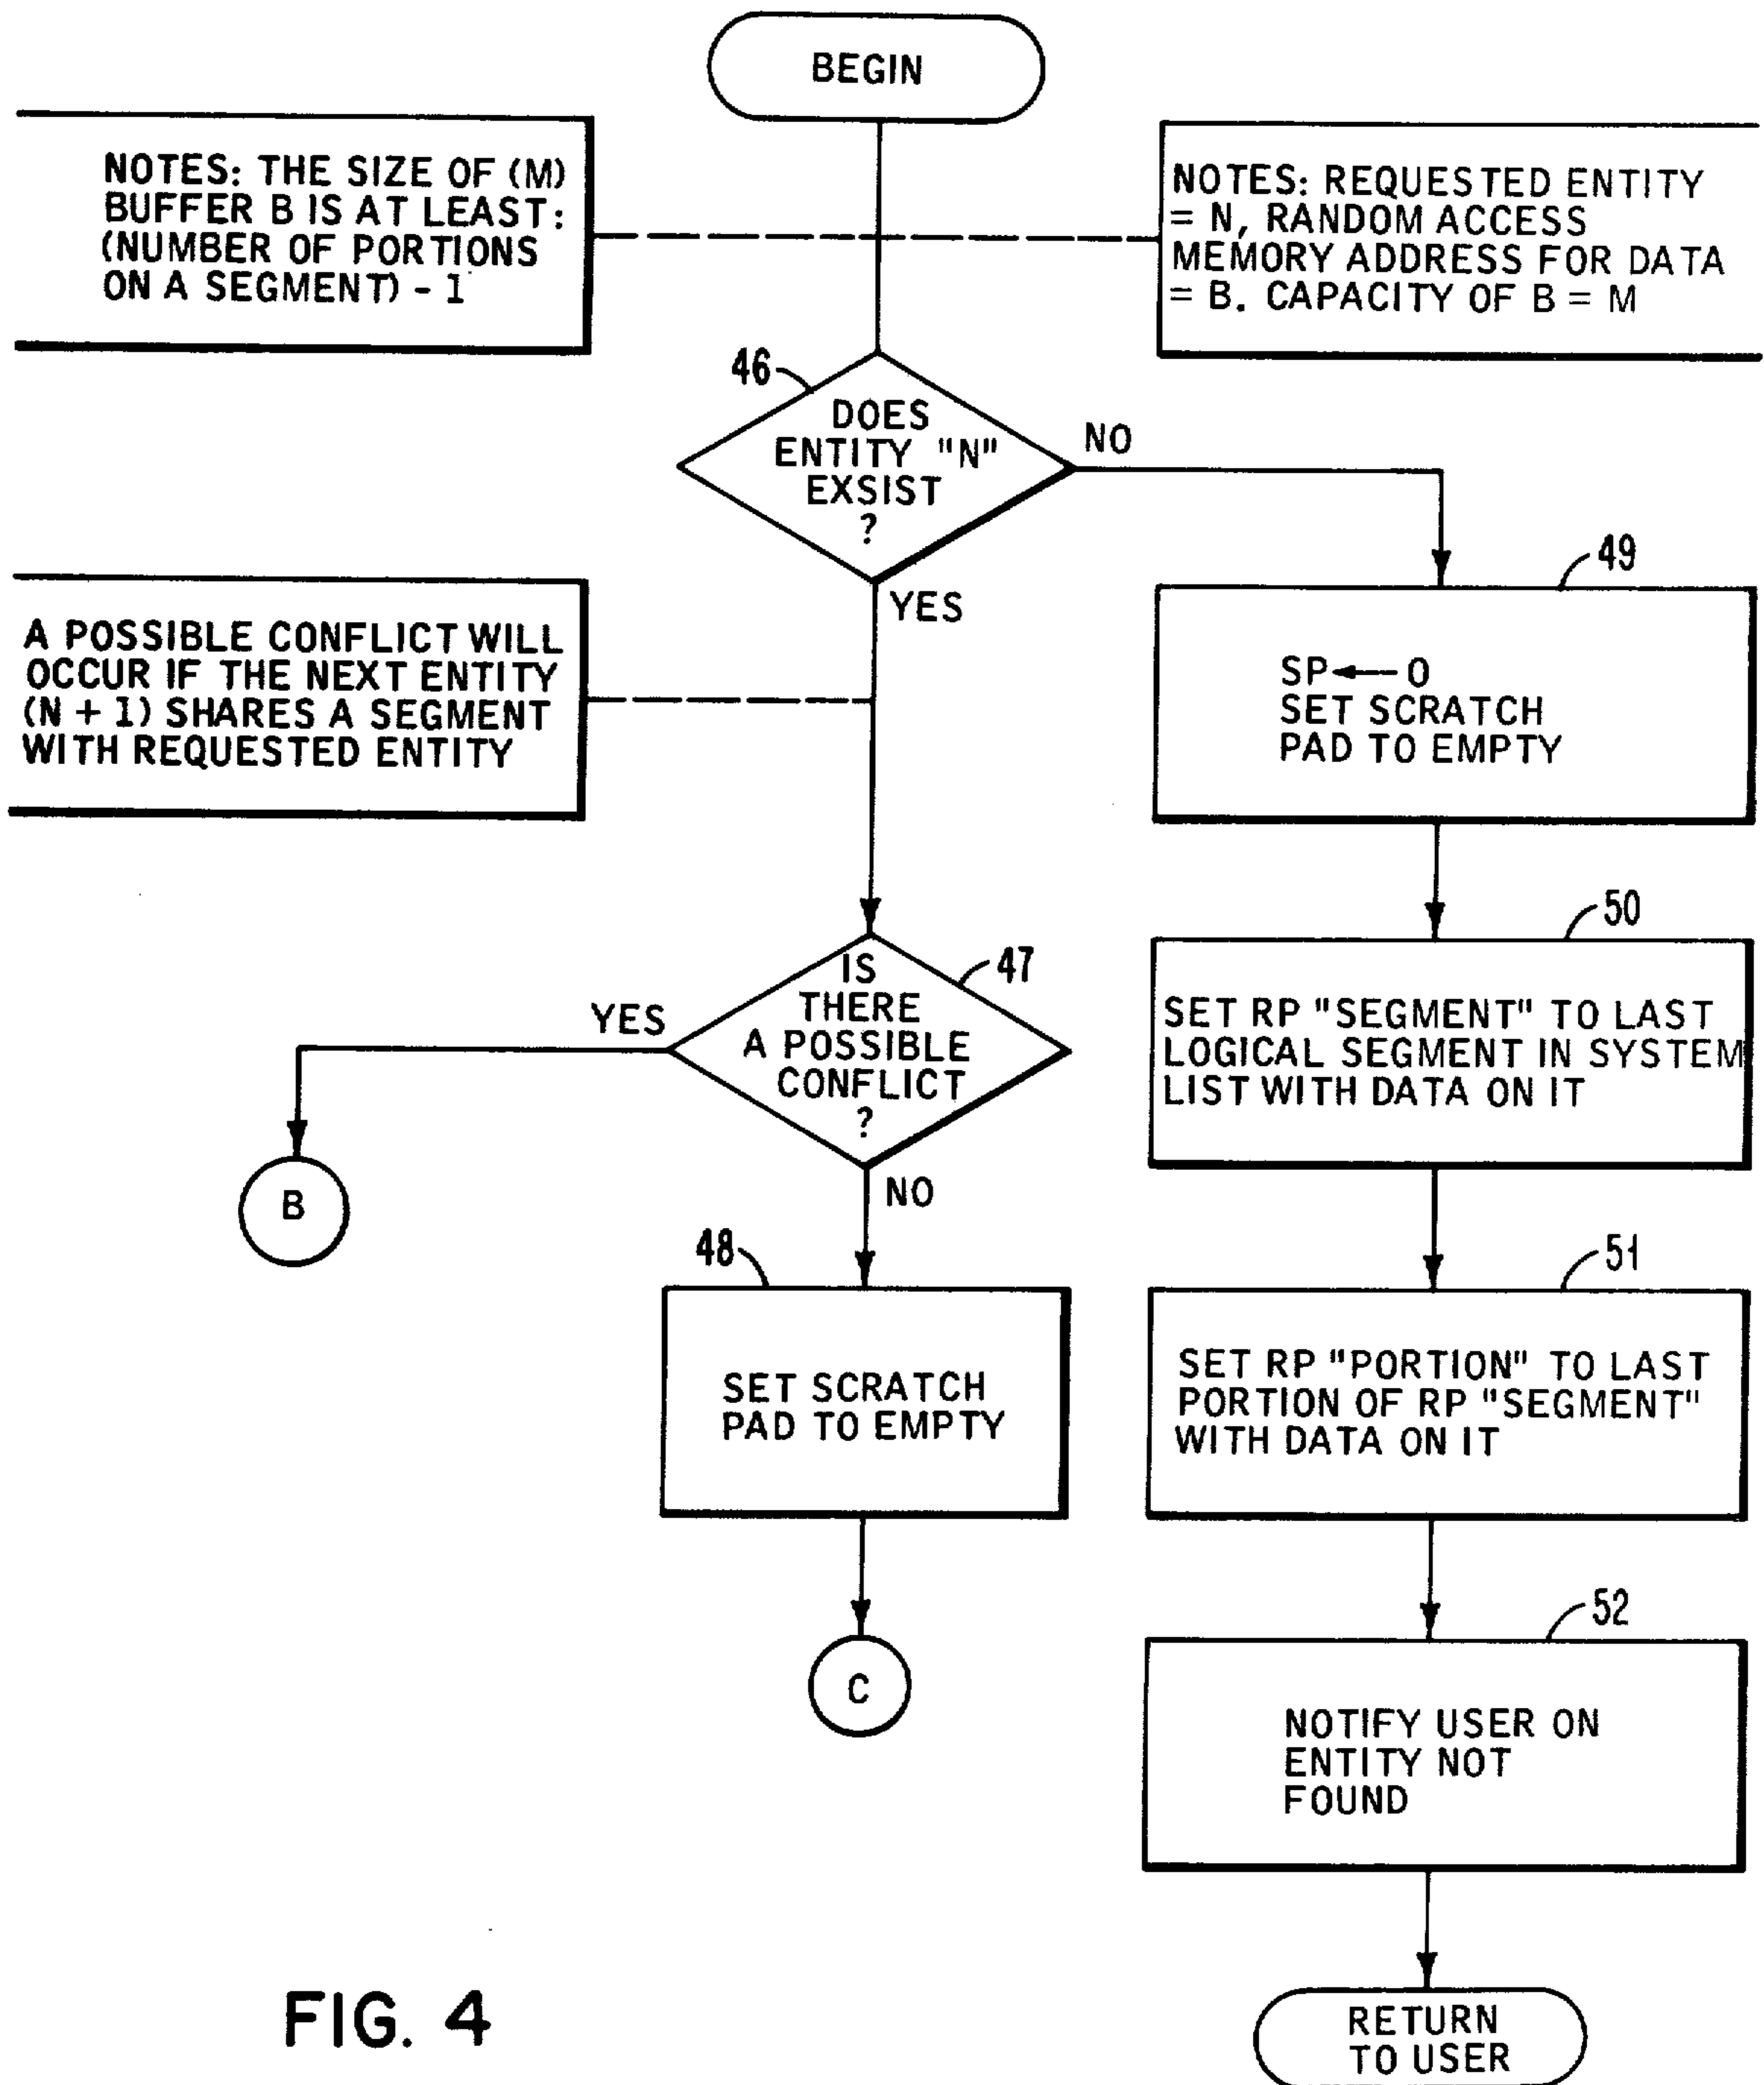 BEGIN
NOTES: THE SIZE OF (M)
BUFFER B IS AT LEAST:
(NUMBER OF PORTIONS
ON A SEGMENT) - 1
NOTES: REQUESTED ENTITY
= N, RANDOM ACCESS
MEMORY ADDRESS FOR DATA
= B. CAPACITY OF B = M
46
DOES
ENTITY "N"
EXSIST
?
NO
YES
49
SP ← 0
SET SCRATCH
PAD TO EMPTY
A POSSIBLE CONFLICT WILL
OCCUR IF THE NEXT ENTITY
(N + 1) SHARES A SEGMENT
WITH REQUESTED ENTITY
50
SET RP "SEGMENT" TO LAST
LOGICAL SEGMENT IN SYSTEM
LIST WITH DATA ON IT
47
IS
THERE
A POSSIBLE
CONFLICT
?
YES
B
NO
48
SET SCRATCH
PAD TO EMPTY
C
51
SET RP "PORTION" TO LAST
PORTION OF RP "SEGMENT"
WITH DATA ON IT
52
NOTIFY USER ON
ENTITY NOT
FOUND
RETURN
TO USER
FIG. 4